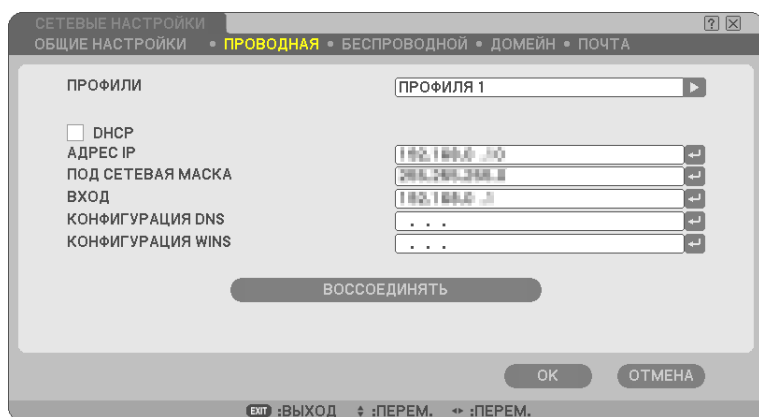 СЕТЕВЫЕ НАСТРОЙКИ
ОБЩИЕ НАСТРОЙКИ • ПРОВОДНАЯ • БЕСПРОВОДНОЙ • ДОМЕЙН • ПОЧТА
ПРОФИЛИ ПРОФИЛЯ 1
DHCP
АДРЕС IP
ПОД СЕТЕВАЯ МАСКА
ВХОД
КОНФИГУРАЦИЯ DNS . . .
КОНФИГУРАЦИЯ WINS . . .
ВОССОЕДИНЯТЬ
OK ОТМЕНА
EXIT :ВЫХОД :ПЕРЕМ. :ПЕРЕМ.